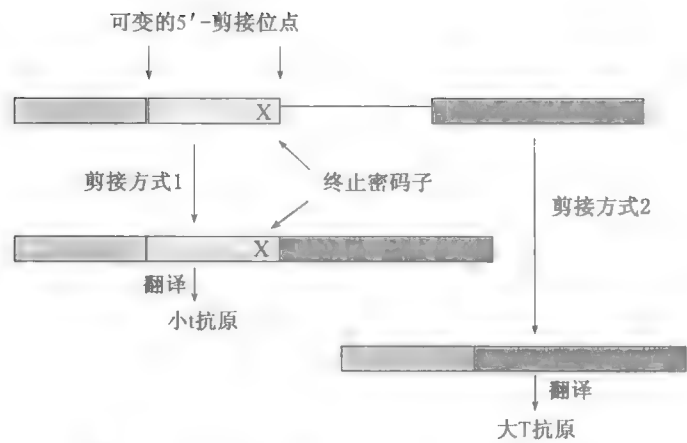 可变的5′-剪接位点
X
剪接方式1
终止密码子
剪接方式2
X
翻译
小t抗原
翻译
大T抗原